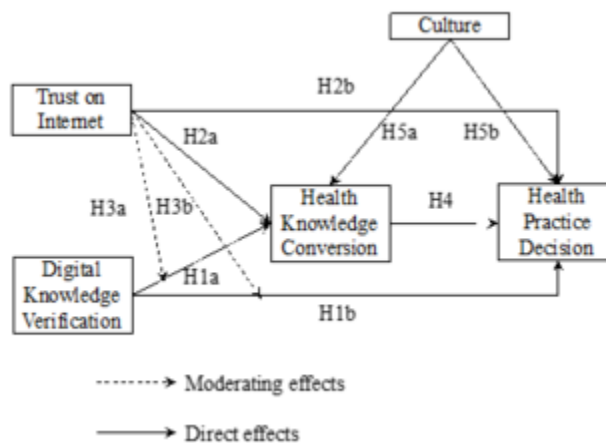 Culture
H2b
Trust on
Internet
H2a
H5a
H5b
H3a
H3b
Health
Knowledge
Conversion
H4
Health
Practice
Decision
Digital
Knowledge
Verification
H1a
H1b
Moderating effects
Direct effects